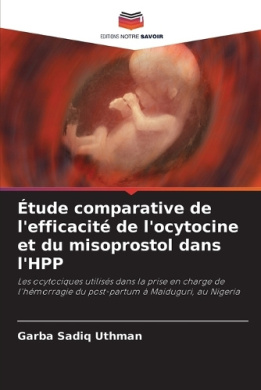 EDITIONS NOTRE SAVOIR
Étude comparative de
l'efficacité de l'ocytocine
et du misoprostol dans
l'HPP
Les ocytociques utilisés dans la prise en charge de
l'hémorragie du post-partum à Maiduguri, au Nigeria
Garba Sadiq Uthman